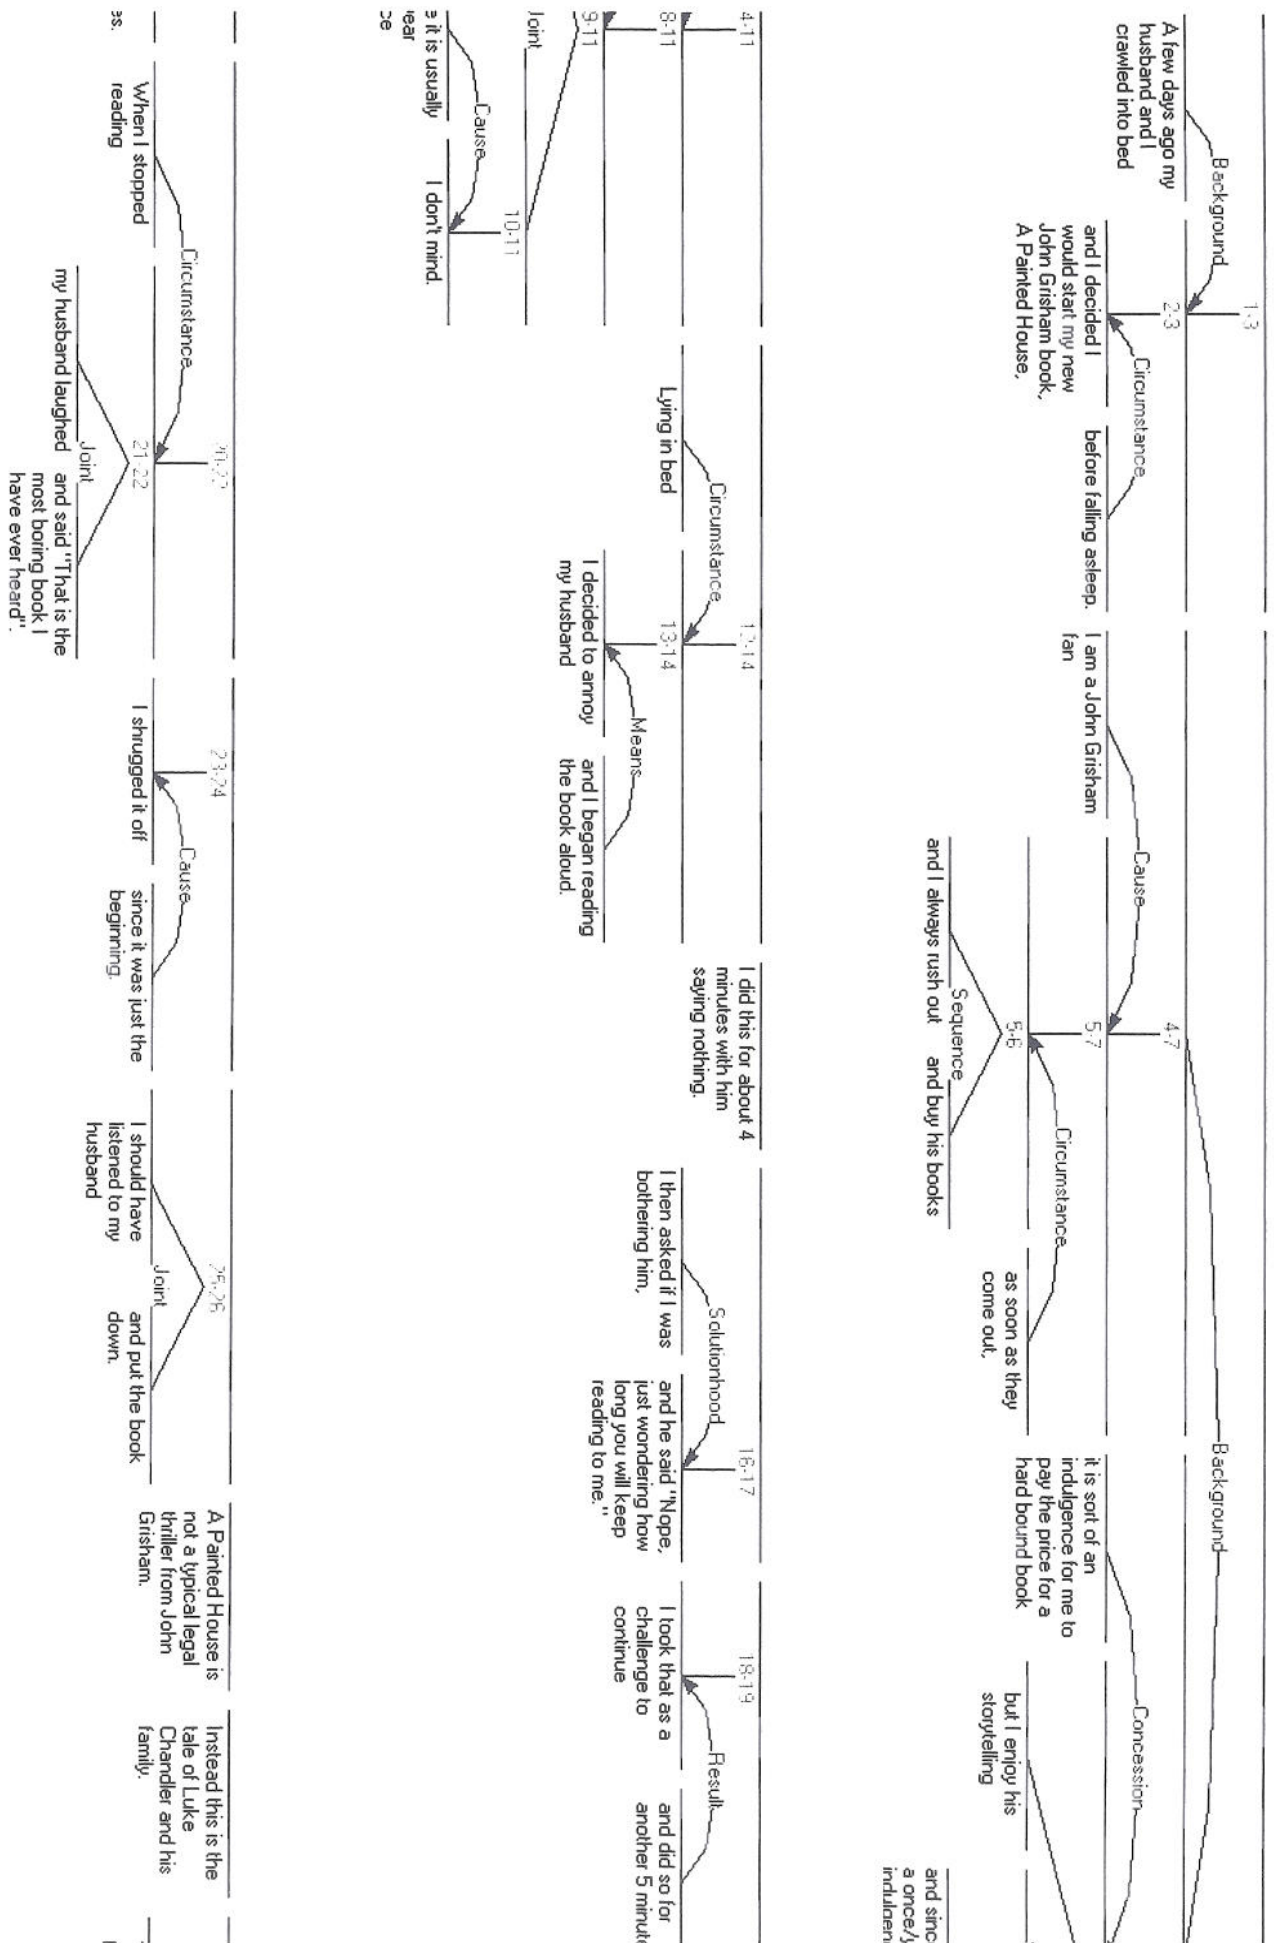 1-3
Background
A few days ago my
husband and I
crawled into bed
2-3
Circumstance
and I decided I
would start my new
John Grisham book,
A Painted House,
before falling asleep.
Background
4-7
I am a John Grisham
fan
Cause
5-7
5-6
Circumstance
and I always rush out
Sequence
and buy his books
as soon as they
come out,
it is sort of an
indulgence for me to
pay the price for a
hard bound book
Concession
but I enjoy his
storytelling
and sinc
a once/y
indulgen
4-11
8-11
9-11
Joint
10-11
e it is usually
ear
ce
Cause
I don't mind.
12-14
Lying in bed
Circumstance
13-14
I decided to annoy
my husband
Means
and I began reading
the book aloud.
I did this for about 4
minutes with him
saying nothing.
16-17
I then asked if I was
bothering him,
Solutionhood
and he said "Nope,
just wondering how
long you will keep
reading to me."
18-19
I took that as a
challenge to
continue
Result
and did so for
another 5 minute
es.
20-22
When I stopped
reading
Circumstance
21-22
my husband laughed
Joint
and said "That is the
most boring book I
have ever heard".
23-24
I shrugged it off
Cause
since it was just the
beginning.
25-26
I should have
listened to my
husband
Joint
and put the book
down.
A Painted House is
not a typical legal
thriller from John
Grisham.
Instead this is the
tale of Luke
Chandler and his
family.